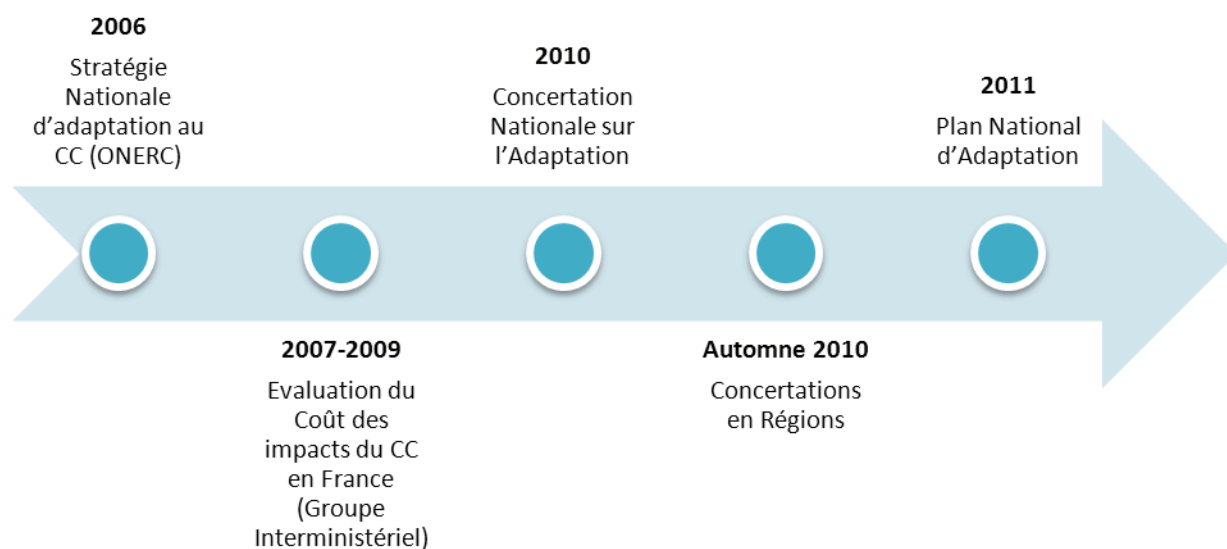 2006
Stratégie
Nationale
d’adaptation au
CC (ONERC)
2007-2009
Evaluation du
Coût des
impacts du CC
en France
(Groupe
Interministériel)
2010
Concertation
Nationale sur
l’Adaptation
Automne 2010
Concertations
en Régions
2011
Plan National
d’Adaptation